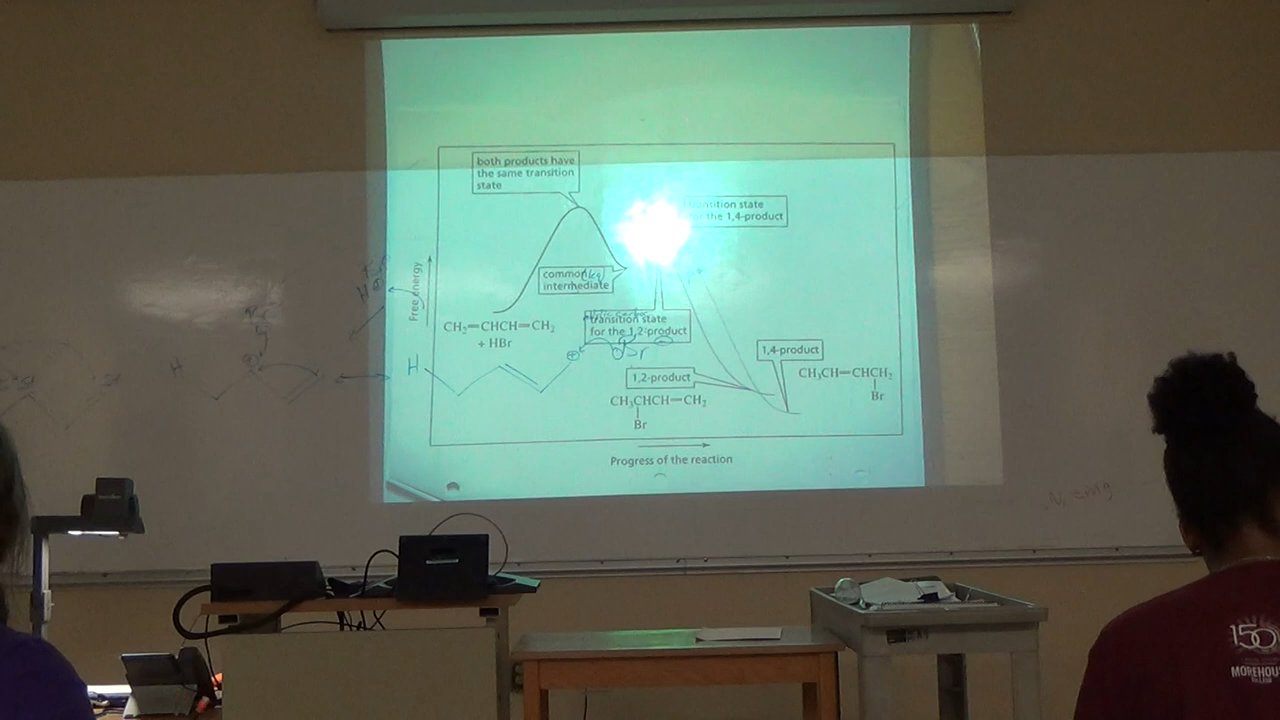 both products have
the same transition
state
transition state
the 1,4-product
common
intermediate
Free energy
CH₂=CHCH=CH₂
+ HBr
transition state
for the 1,2-product
1,4-product
1,2-product
CH₃CH=CHCH₂
Br
CH₃CHCH=CH₂
Br
H
⊕
Br
H
H
Progress of the reaction
150